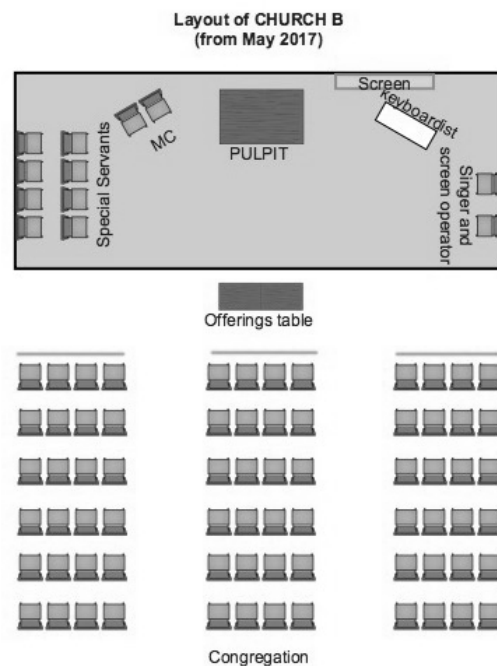 Layout of CHURCH B
(from May 2017)
Screen
keyboardist
MC
PULPIT
Special Servants
Singer and
screen operator
Offerings table
Congregation